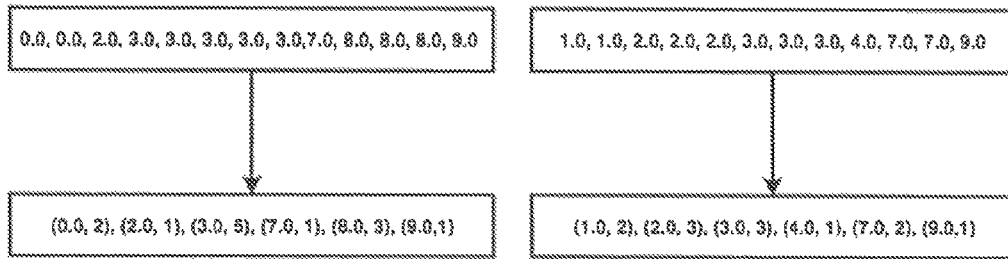 0.0, 0.0, 2.0, 3.0, 3.0, 3.0, 3.0, 3.0,7.0, 8.0, 8.0, 8.0, 9.0
1.0, 1.0, 2.0, 2.0, 2.0, 3.0, 3.0, 3.0, 4.0, 7.0, 7.0, 9.0
(0.0, 2), (2.0, 1), (3.0, 5), (7.0, 1), (8.0, 3), (9.0,1)
(1.0, 2), (2.0, 3), (3.0, 3), (4.0, 1), (7.0, 2), (9.0,1)